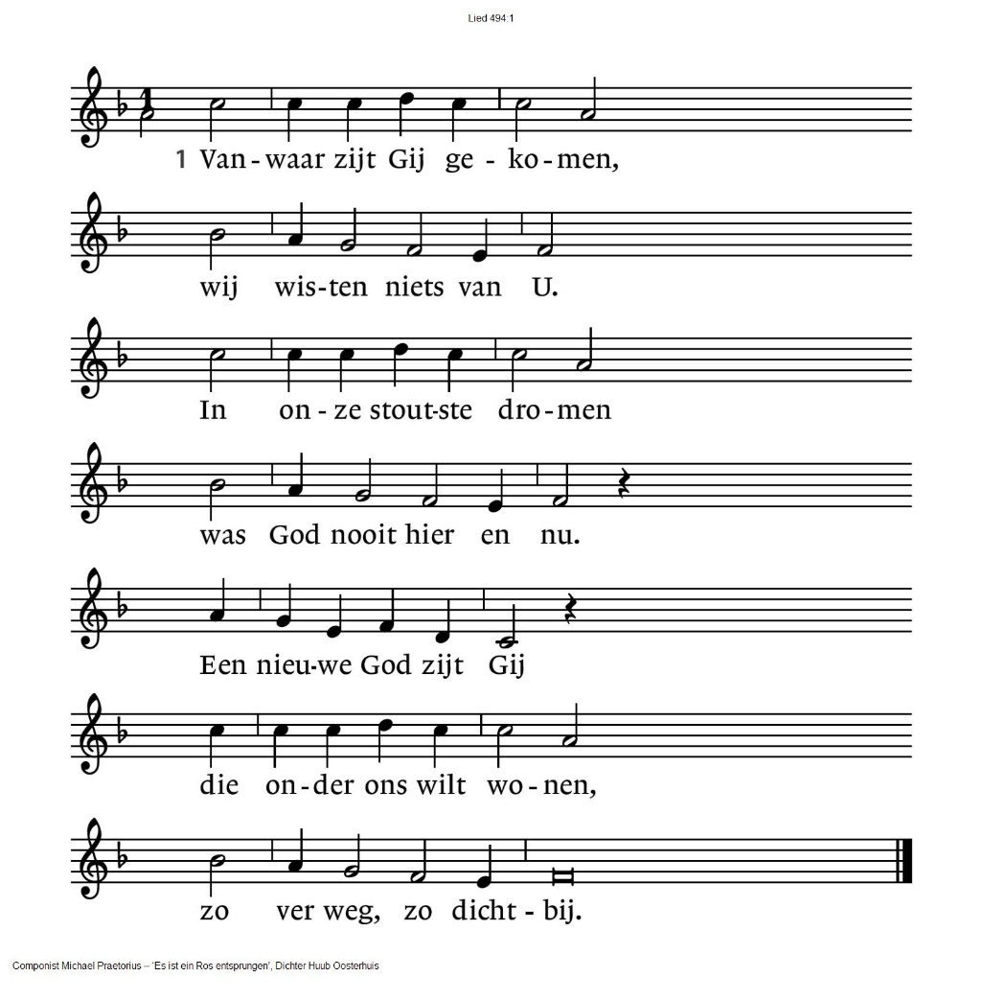 Lied 494:1
1 Van-waar zijt Gij ge - ko-men,
wij wis-ten niets van U.
In on - ze stout-ste dro-men
was God nooit hier en nu.
Een nieu-we God zijt Gij
die on-der ons wilt wo - nen,
zo ver weg, zo dicht - bij.
Componist Michael Praetorius – ‘Es ist ein Ros entsprungen’, Dichter Huub Oosterhuis